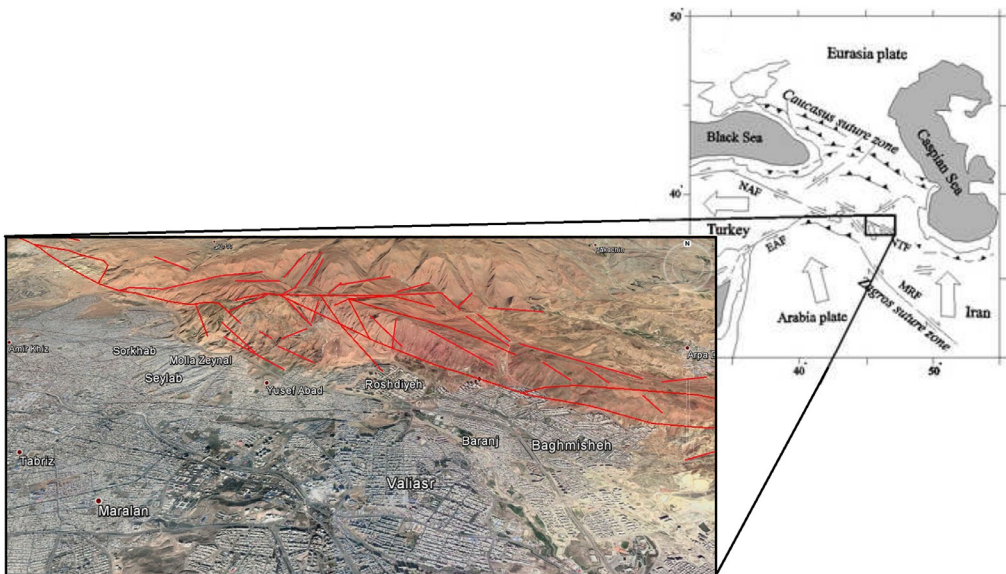 50
Eurasia plate
Caucasus suture zone
Black Sea
Caspian Sea
40
NAF
Turkey
EAF
NTF
MRF
Zagros suture zone
Arabia plate
Iran
40
50
N
Amir Khiz
Sorkhab
Molla Zeynal
Seylab
Yusef Abad
Roshdiyeh
Arpa
Baranj
Baghmisheh
Tabriz
Valiasr
Maralan